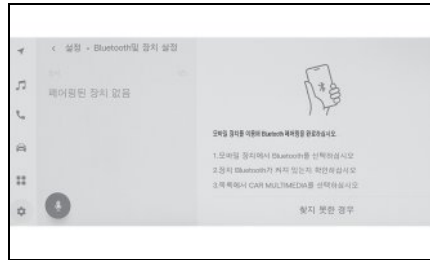 < 설정 • Bluetooth및 장치 설정
페어링된 장치 없음
모바일 장치를 이용해 Bluetooth 페어링을 완료하십시오.
1.모바일 장치에서 Bluetooth를 선택하십시오
2.장치 Bluetooth가 켜져 있는지 확인하십시오
3.목록에서 CAR MULTIMEDIA를 선택하십시오
찾지 못한 경우